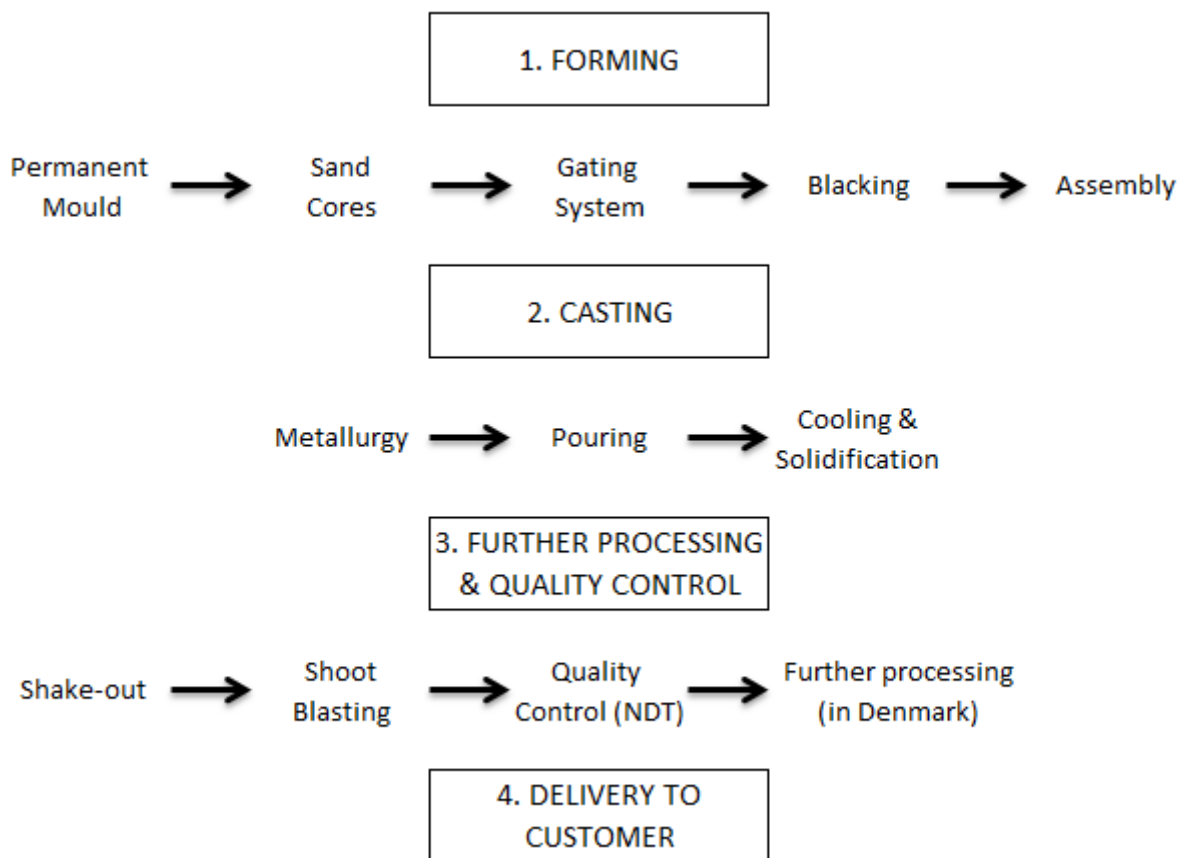 1. FORMING
Permanent
Mould
Sand
Cores
Gating
System
Blacking
Assembly
2. CASTING
Metallurgy
Pouring
Cooling &
Solidification
3. FURTHER PROCESSING
& QUALITY CONTROL
Shake-out
Shoot
Blasting
Quality
Control (NDT)
Further processing
(in Denmark)
4. DELIVERY TO
CUSTOMER